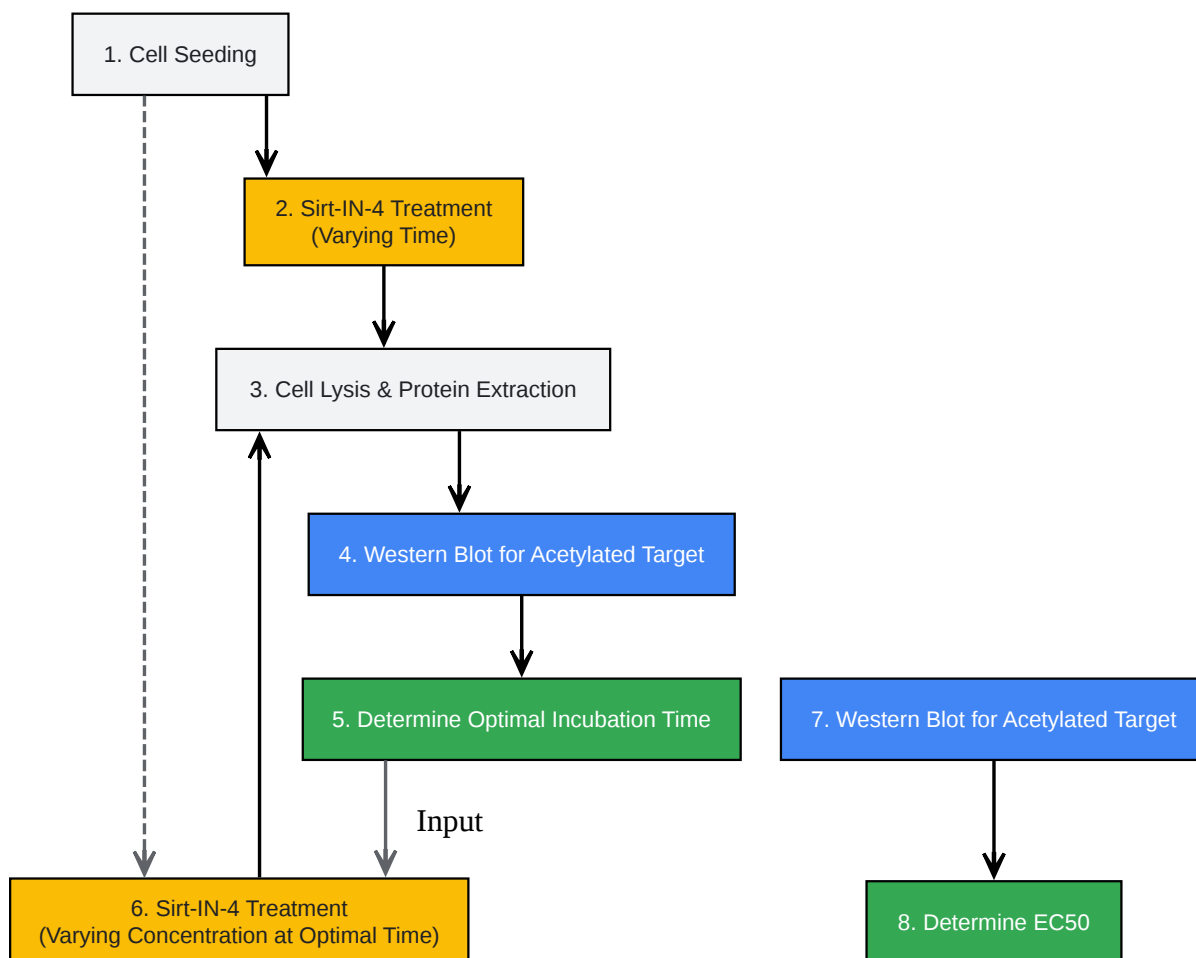 1. Cell Seeding
2. Sirt-IN-4 Treatment
(Varying Time)
3. Cell Lysis & Protein Extraction
4. Western Blot for Acetylated Target
5. Determine Optimal Incubation Time
7. Western Blot for Acetylated Target
Input
6. Sirt-IN-4 Treatment
(Varying Concentration at Optimal Time)
8. Determine EC50